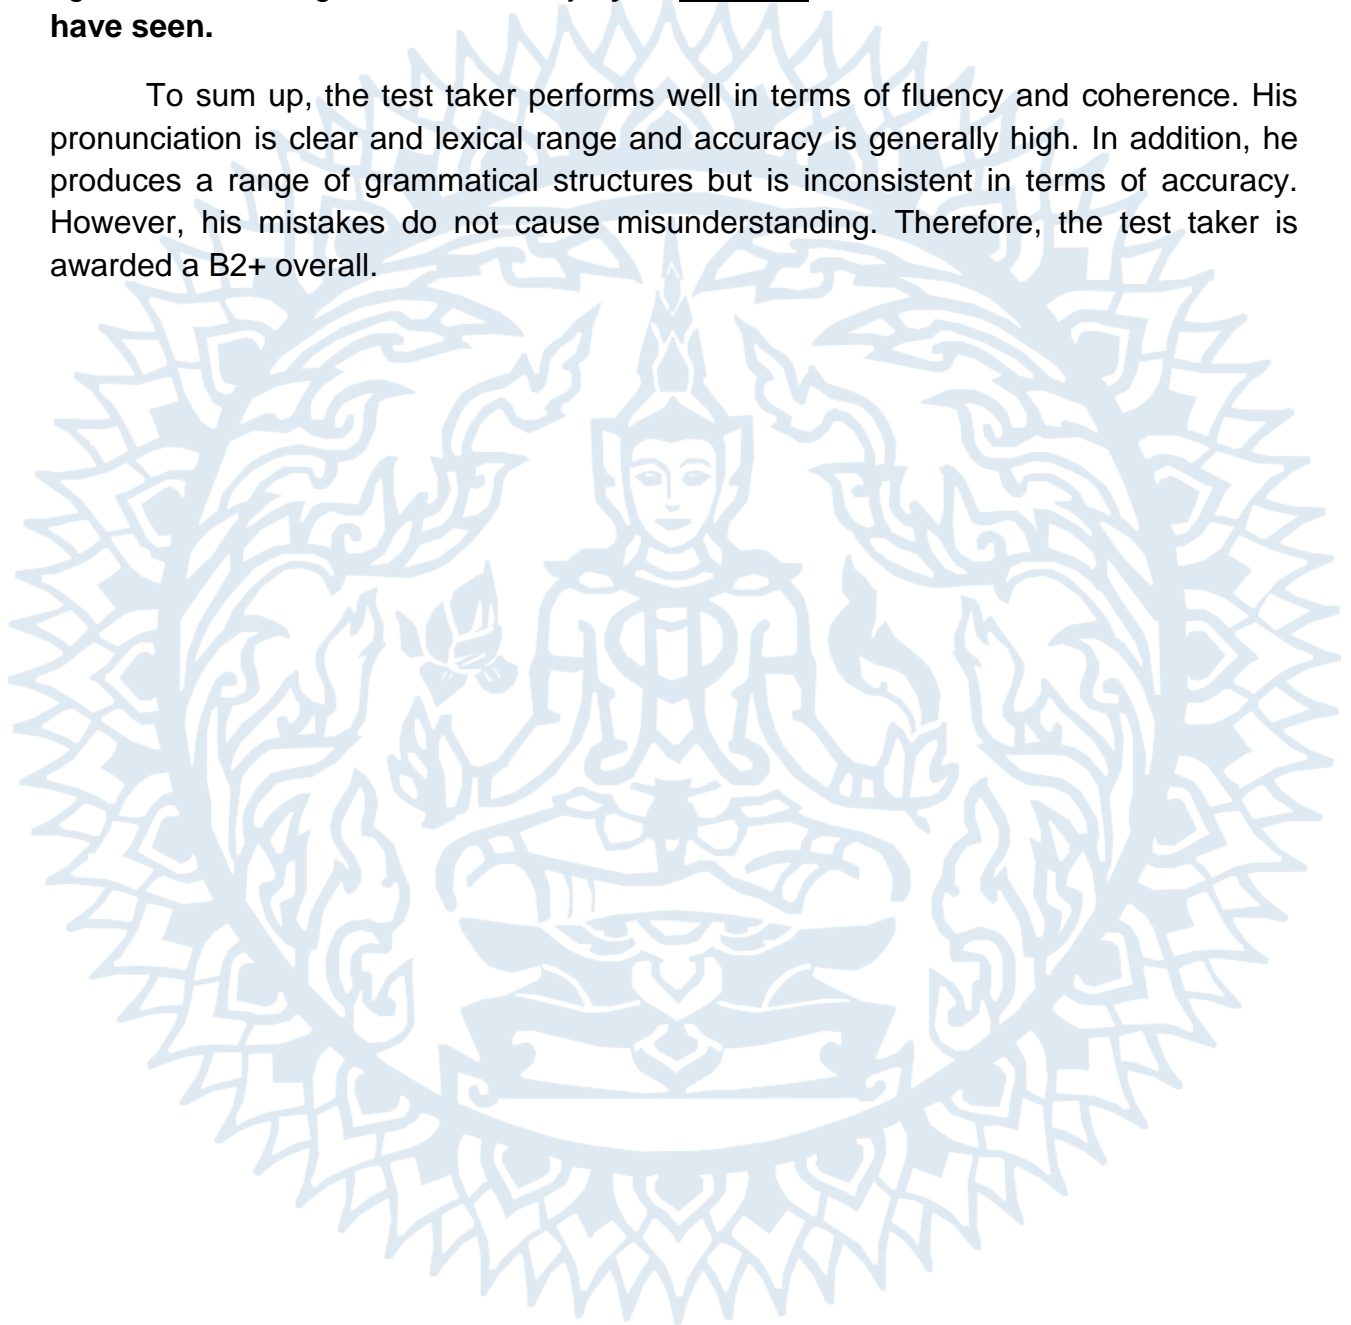 have seen.
To sum up, the test taker performs well in terms of fluency and coherence. His
pronunciation is clear and lexical range and accuracy is generally high. In addition, he
produces a range of grammatical structures but is inconsistent in terms of accuracy.
However, his mistakes do not cause misunderstanding. Therefore, the test taker is
awarded a B2+ overall.